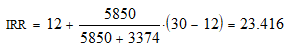 IRR = 12 + 5850/(5850 + 3374) · (30 − 12) = 23.416